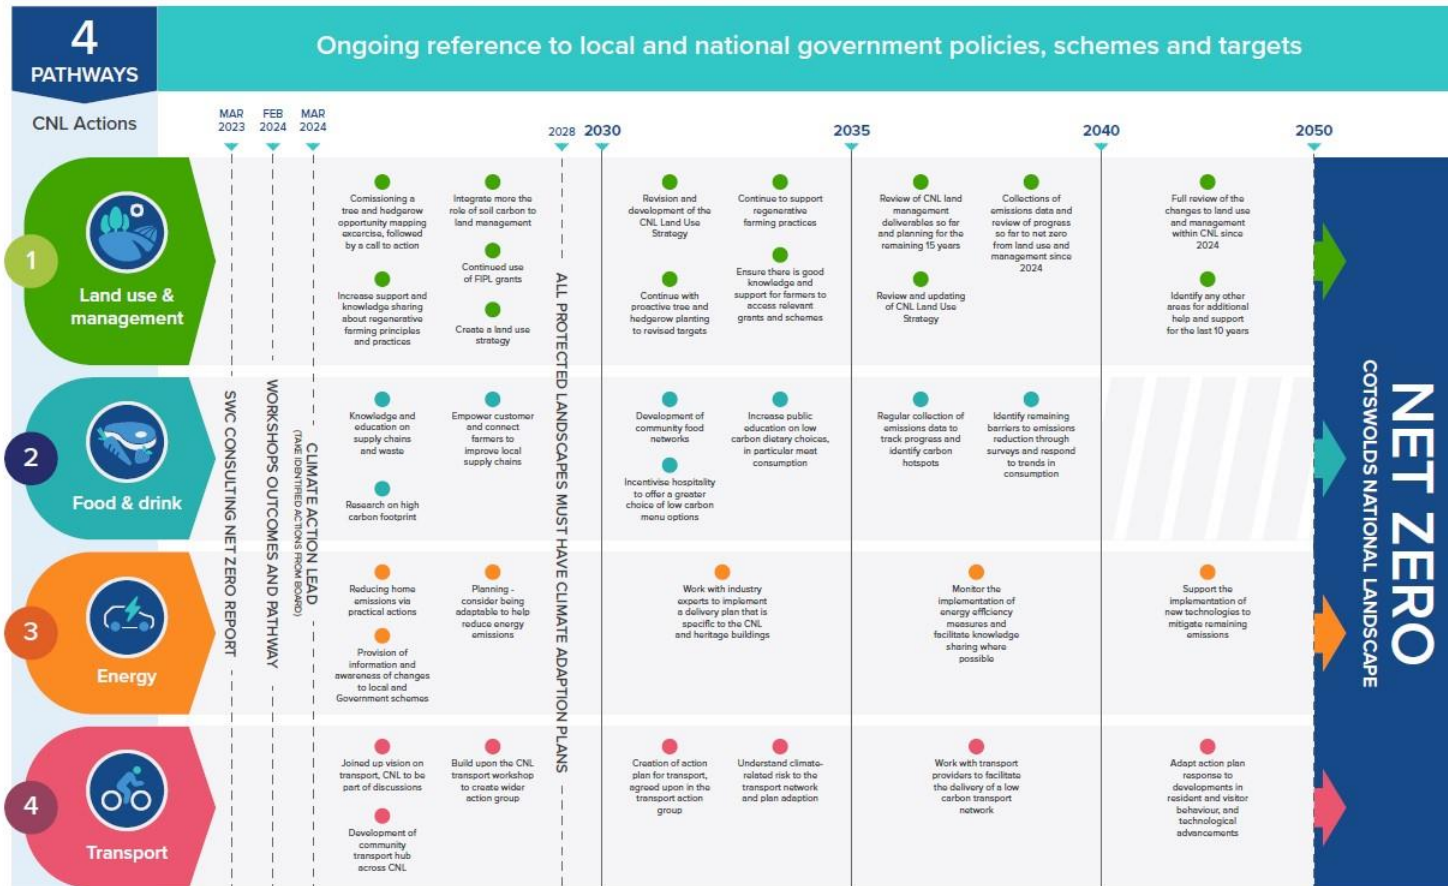 4
PATHWAYS
Ongoing reference to local and national government policies, schemes and targets
CNL Actions
MAR
2023
FEB
2024
MAR
2024
2028
2030
2035
2040
2050
1
Land use &
management
Comissioning a
tree and hedgerow
opportunity mapping
excercise, followed
by a call to action
Increase support and
knowledge sharing
about regenerative
farming principles
and practices
Integrate more the
role of soil carbon to
land management
Continued use
of FIPL grants
Create a land use
strategy
Revision and
development of the
CNL Land Use
Strategy
Continue with
proactive tree and
hedgerow planting
to revised targets
Continue to support
regenerative
farming practices
Ensure there is good
knowledge and
support for farmers to
access relevant
grants and schemes
Review of CNL land
management
deliverables so far
and planning for the
remaining 15 years
Review and updating
of CNL Land Use
Strategy
Collections of
emissions data and
review of progress
so far to net zero
from land use and
management since
2024
Full review of the
changes to land use
and management
within CNL since
2024
Identify any other
areas for additional
help and support
for the last 10 years
2
Food & drink
Knowledge and
education on
supply chains
and waste
Research on high
carbon footprint
Empower customer
and connect
farmers to
improve local
supply chains
Development of
community food
networks
Incentivise hospitality
to offer a greater
choice of low carbon
menu options
Increase public
education on low
carbon dietary choices,
in particular meat
consumption
Regular collection of
emissions data to
track progress and
identify carbon
hotspots
Identify remaining
barriers to emissions
reduction through
surveys and respond
to trends in
consumption
3
Energy
Reducing home
emissions via
practical actions
Provision of
information and
awareness of changes
to local and
Government schemes
Planning -
consider being
adaptable to help
reduce energy
emissions
Work with industry
experts to implement
a delivery plan that is
specific to the CNL
and heritage buildings
Monitor the
implementation of
energy efficiency
measures and
facilitate knowledge
sharing where
possible
Support the
implementation of
new technologies to
mitigate remaining
emissions
4
Transport
Joined up vision on
transport, CNL to be
part of discussions
Development of
community
transport hub
across CNL
Build upon the CNL
transport workshop
to create wider
action group
Creation of action
plan for transport,
agreed upon in the
transport action
group
Understand climate-
related risk to the
transport network
and plan adaption
Work with transport
providers to facilitate
the delivery of a low
carbon transport
network
Adapt action plan
response to
developments in
resident and visitor
behaviour, and
technological
advancements
SWC CONSULTING NET ZERO REPORT
WORKSHOPS OUTCOMES AND PATHWAY
CLIMATE ACTION LEAD
(TAKE IDENTIFIED ACTIONS FROM BOARD)
ALL PROTECTED LANDSCAPES MUST HAVE CLIMATE ADAPTION PLANS
NET ZERO
COTSWOLDS NATIONAL LANDSCAPE